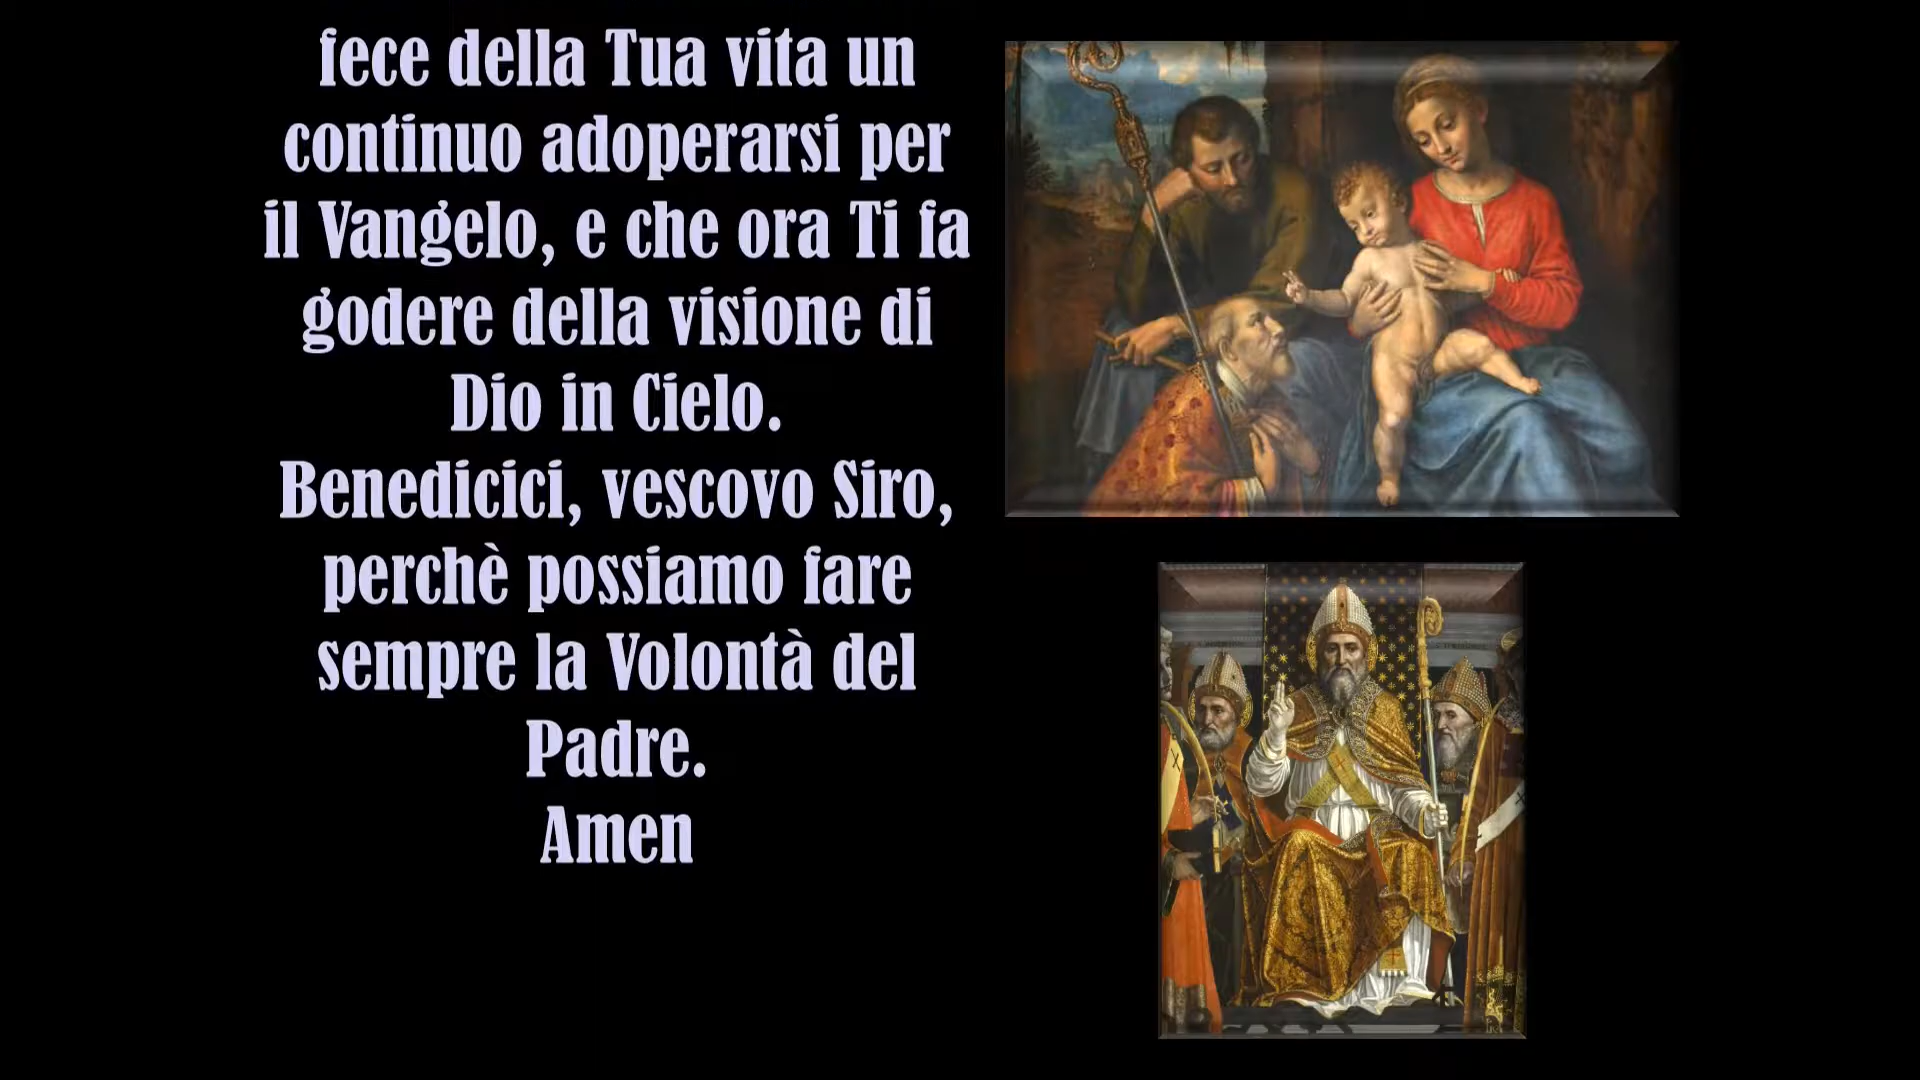 fece della Tua vita un
continuo adoperarsi per
il Vangelo, e che ora Ti fa
godere della visione di
Dio in Cielo.
Benedicici, vescovo Siro,
perchè possiamo fare
sempre la Volontà del
Padre.
Amen